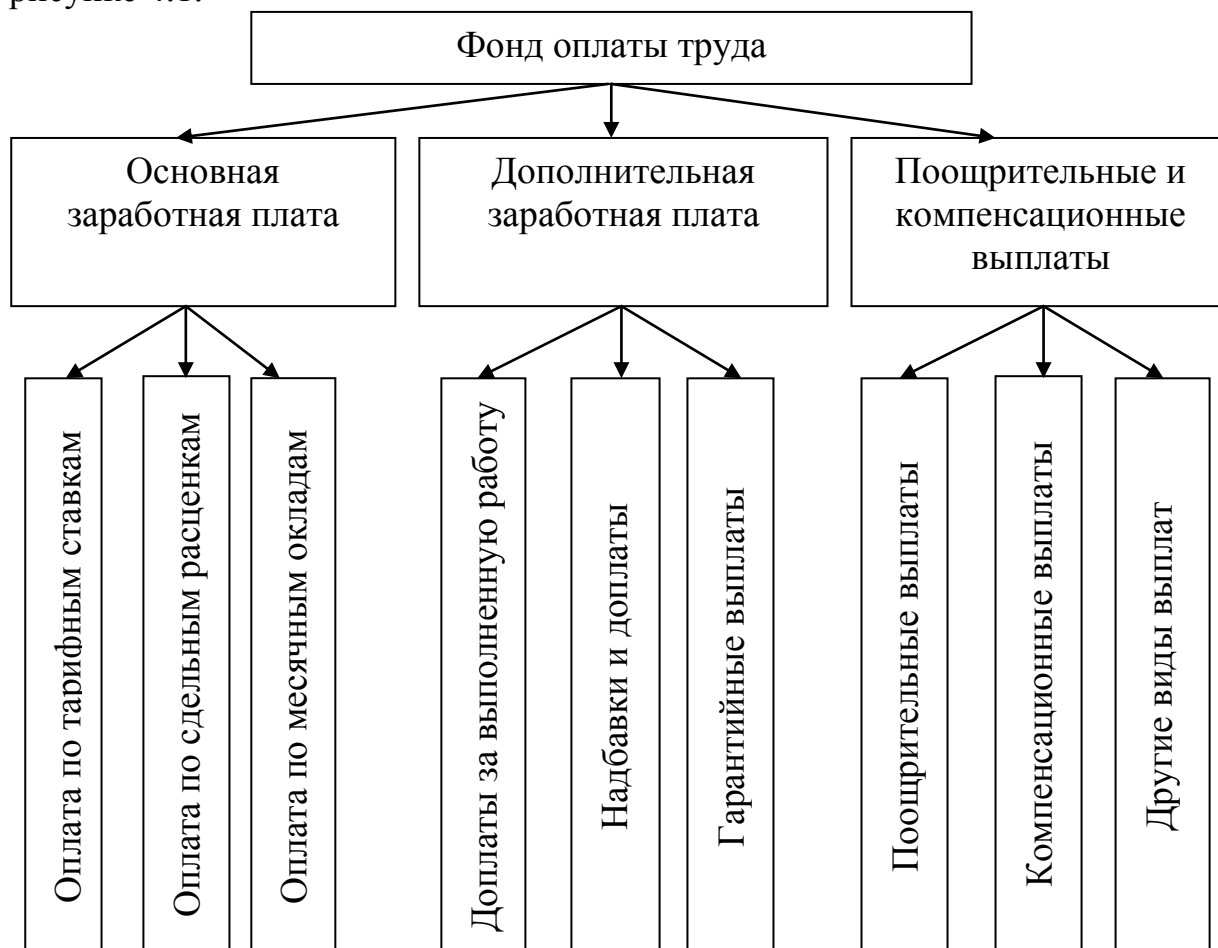 рисунке 4.1.
Фонд оплаты труда
Основная
заработная плата
Дополнительная
заработная плата
Поощрительные и
компенсационные
выплаты
Оплата по тарифным ставкам
Оплата по сдельным расценкам
Оплата по месячным окладам
Доплаты за выполненную работу
Надбавки и доплаты
Гарантийные выплаты
Поощрительные выплаты
Компенсационные выплаты
Другие виды выплат